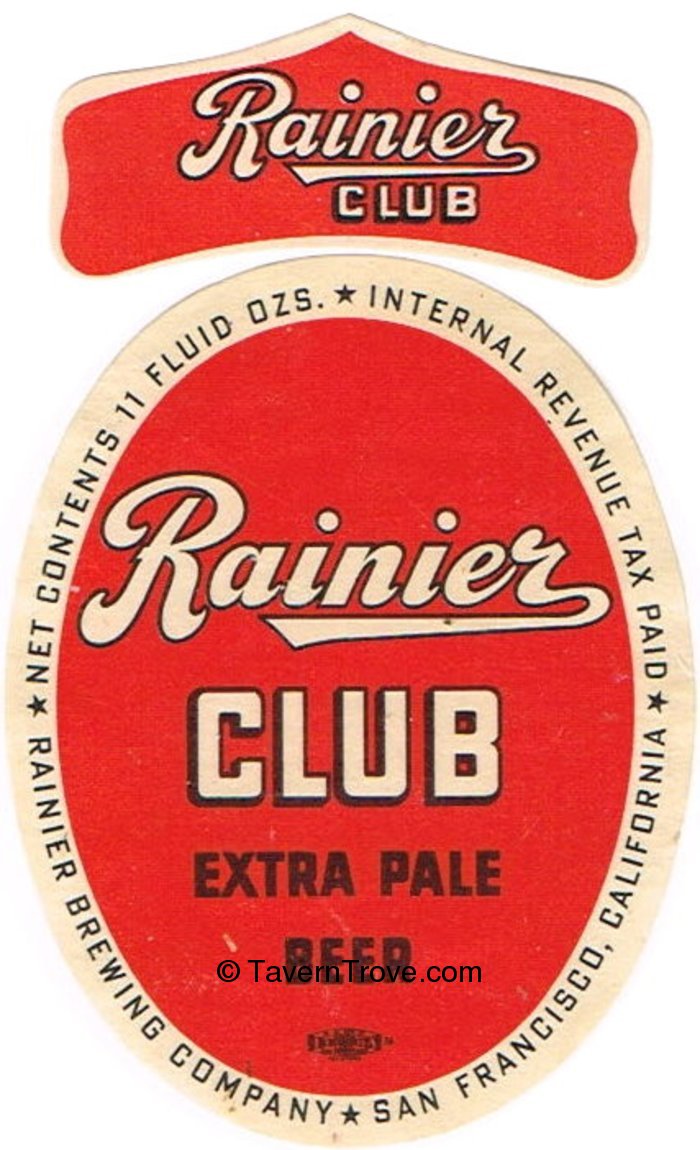 Rainier
CLUB
★ NET CONTENTS 11 FLUID OZS. ★ INTERNAL REVENUE TAX PAID ★
Rainier
CLUB
EXTRA PALE
BEER
© TavernTrove.com
RAINIER BREWING COMPANY ★ SAN FRANCISCO, CALIFORNIA